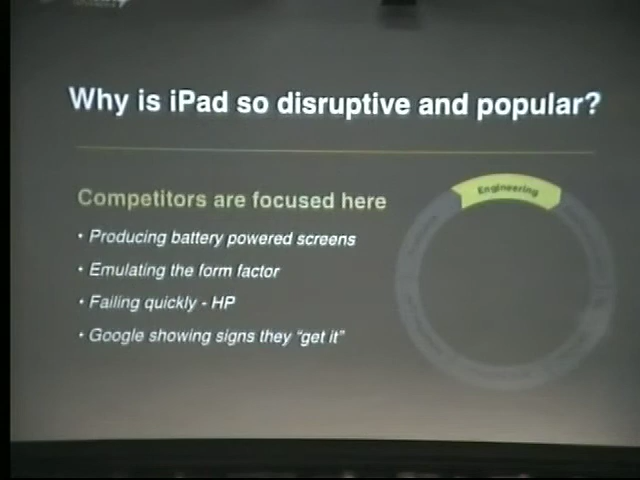 Why is iPad so disruptive and popular?
Competitors are focused here
• Producing battery powered screens
• Emulating the form factor
• Failing quickly - HP
• Google showing signs they "get it"
Engineering